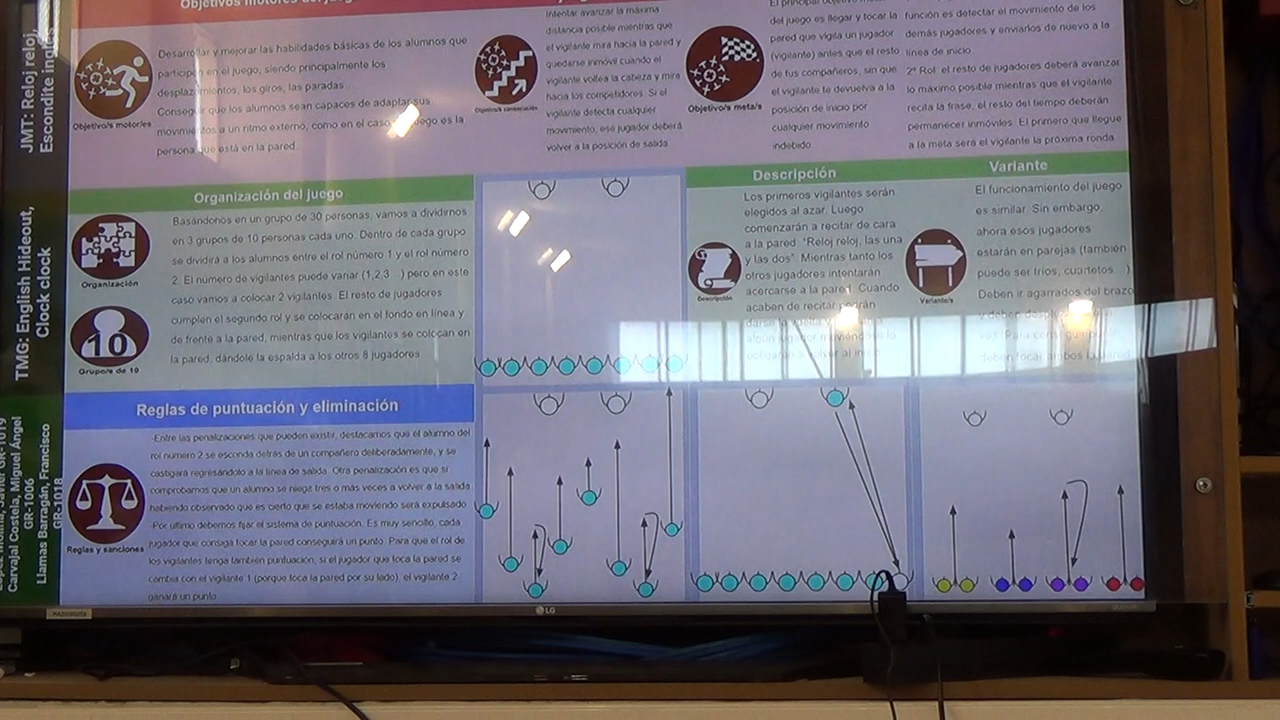 JMT: Reloj reloj,
Escondite inglés
TMG: English Hideout,
Clock clock
GR-1019
Carvajal Costela, Miguel Ángel
GR-1006
Llamas Barragán, Francisco
GR-1018
Objetivos motores del
Desarrollar y mejorar las habilidades básicas de los alumnos que
participen en el juego, siendo principalmente los
desplazamientos, los giros, las paradas.
Conseguir que los alumnos sean capaces de adaptar sus
movimientos a un ritmo externo, como en el caso juego es la
persona que está en la pared.
Objetivo/s motor/es
intentar avanzar la máxima
distancia posible mientras que
el vigilante mira hacia la pared y
quedarse inmóvil cuando el
vigilante voltea la cabeza y mira
hacia los competidores. Si el
vigilante detecta cualquier
movimiento, ese jugador deberá
volver a la posición de salida.
El principal objetivo
del juego es llegar y tocar la
pared que vigila un jugador
(vigilante) antes que el resto
de tus compañeros, sin que
el vigilante te devuelva a la
posición de inicio por
cualquier movimiento
indebido
Objetivo/s meta/s
función es detectar el movimiento de los
demás jugadores y enviarlos de nuevo a la
línea de inicio.
2º Rol: el resto de jugadores deberá avanzar
lo máximo posible mientras que el vigilante
recita la frase, el resto del tiempo deberán
permanecer inmóviles. El primero que llegue
a la meta será el vigilante la próxima ronda.
Organización del juego
Basándonos en un grupo de 30 personas, vamos a dividirnos
en 3 grupos de 10 personas cada uno. Dentro de cada grupo
se dividirá a los alumnos entre el rol número 1 y el rol número
2. El número de vigilantes puede variar (1,2,3...) pero en este
caso vamos a colocar 2 vigilantes. El resto de jugadores
cumplen el segundo rol y se colocarán en el fondo en línea y
de frente a la pared, mientras que los vigilantes se colocan en
la pared, dándole la espalda a los otros 8 jugadores
Organización
10
Grupo/s de 10
Descripción
Los primeros vigilantes serán
elegidos al azar. Luego
comenzarán a recitar de cara
a la pared "Reloj reloj, las una
y las dos". Mientras tanto los
otros jugadores intentarán
acercarse a la pared. Cuando
acaben de recitar podrán
Descripción
Variante
El funcionamiento del juego
es similar. Sin embargo,
ahora esos jugadores
estarán en parejas (también
puede ser tríos, cuartetos...)
Deben ir agarrados del brazo
Variante/s
Reglas de puntuación y eliminación
-Entre las penalizaciones que pueden existir, destacamos que el alumno del
rol número 2 se esconda detrás de un compañero deliberadamente, y se
castigará regresándolo a la línea de salida. Otra penalización es que si
comprobamos que un alumno se niega tres o más veces a volver a la salida
habiendo observado que es cierto que se estaba moviendo será expulsado
-Por último debemos fijar el sistema de puntuación. Es muy sencillo, cada
jugador que consiga tocar la pared conseguirá un punto. Para que el rol de
los vigilantes tenga también puntuación, si el jugador que toca la pared se
cambia con el vigilante 1 (porque toca la pared por su lado), el vigilante 2
ganará un punto.
Reglas y sanciones
LG